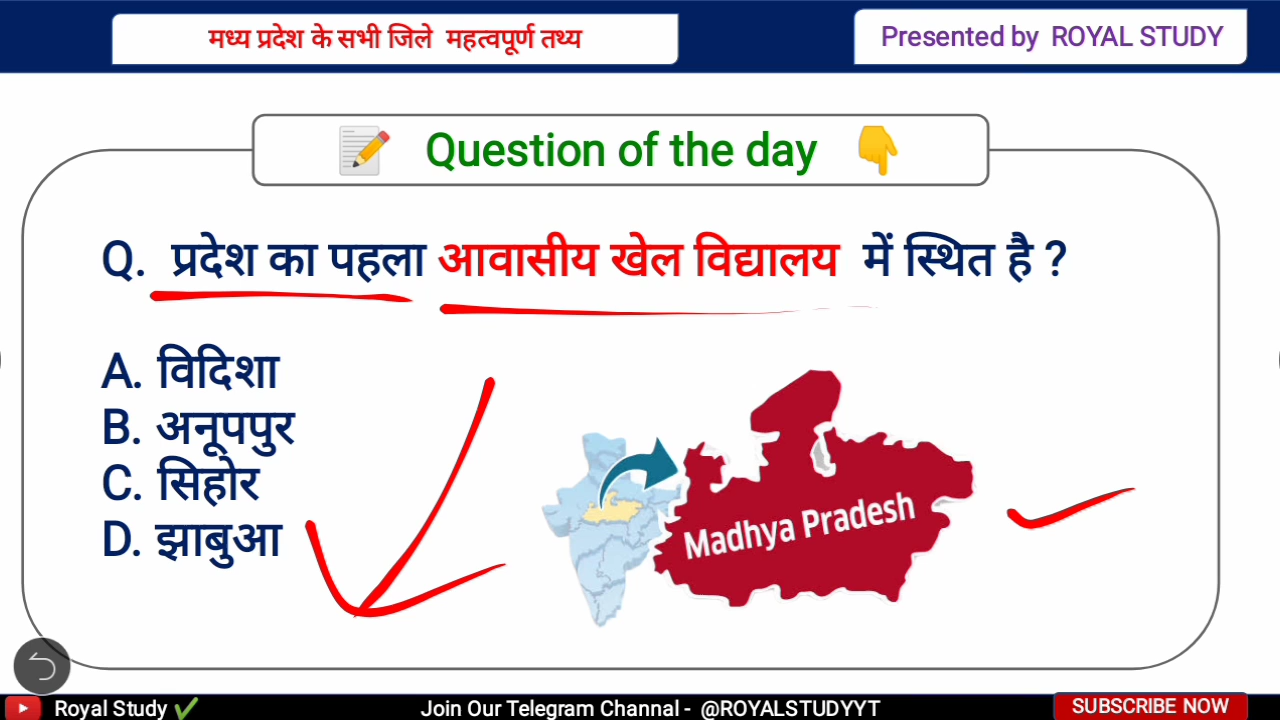 मध्य प्रदेश के सभी जिले महत्वपूर्ण तथ्य
Presented by ROYAL STUDY
Question of the day
Q. प्रदेश का पहला आवासीय खेल विद्यालय में स्थित है ?
A. विदिशा
B. अनूपपुर
C. सिहोर
D. झाबुआ
Madhya Pradesh
Royal Study
Join Our Telegram Channal - @ROYALSTUDYYT
SUBSCRIBE NOW